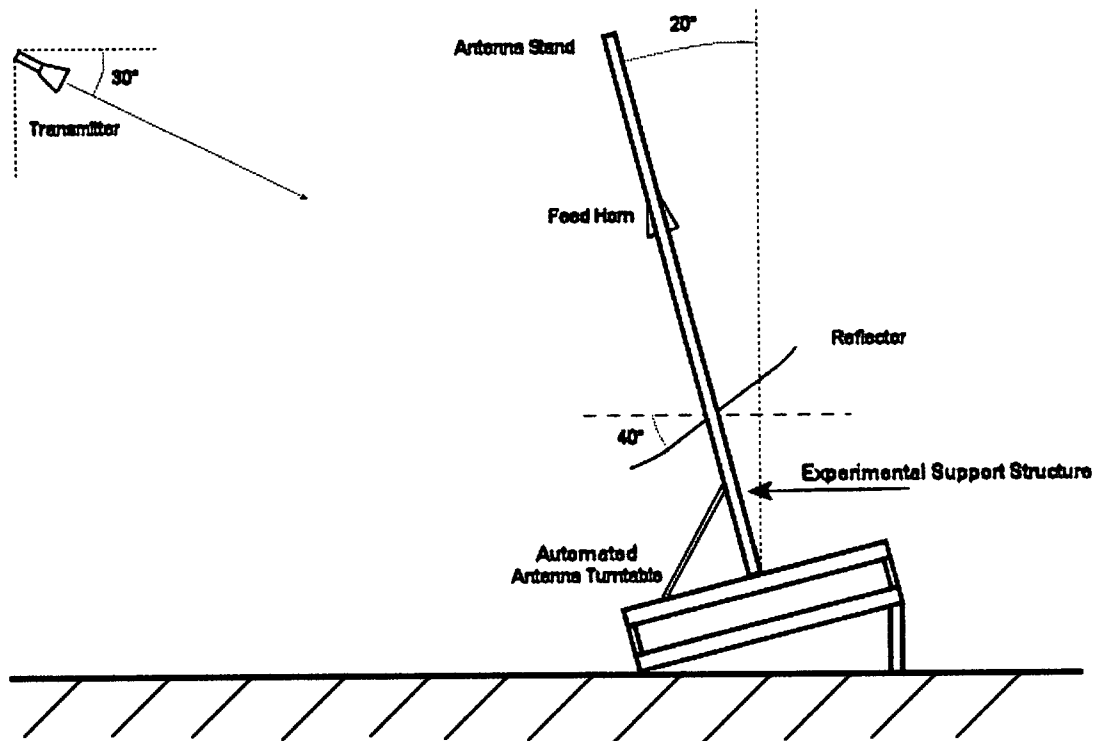 20°
Antenna Stand
30°
Transmitter
Feed Horn
Reflector
40°
Experimental Support Structure
Automated
Antenna Turntable